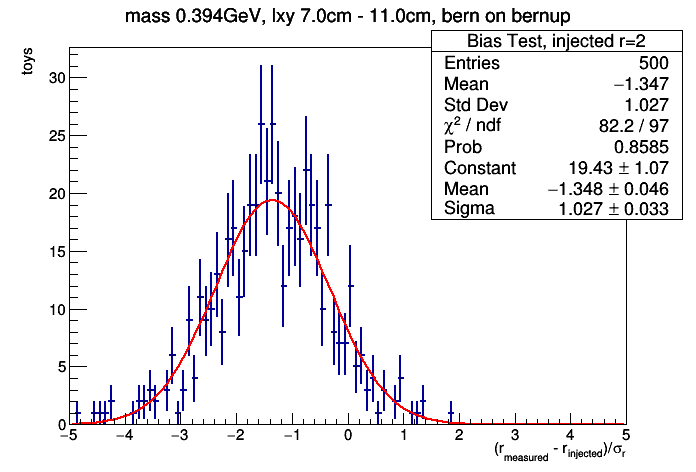 mass 0.394GeV, lxy 7.0cm - 11.0cm, bern on bernup
Bias Test, injected r=2
Entries 500
Mean −1.347
Std Dev 1.027
χ² / ndf 82.2 / 97
Prob 0.8585
Constant 19.43 ± 1.07
Mean −1.348 ± 0.046
Sigma 1.027 ± 0.033
toys
30
25
20
15
10
5
0
−5 −4 −3 −2 −1 0 1 2 3 4 5
(r_measured - r_injected)/σ_r